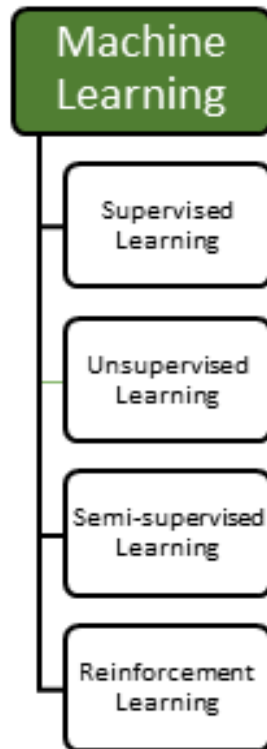 Machine
Learning
Supervised
Learning
Unsupervised
Learning
Semi-supervised
Learning
Reinforcement
Learning